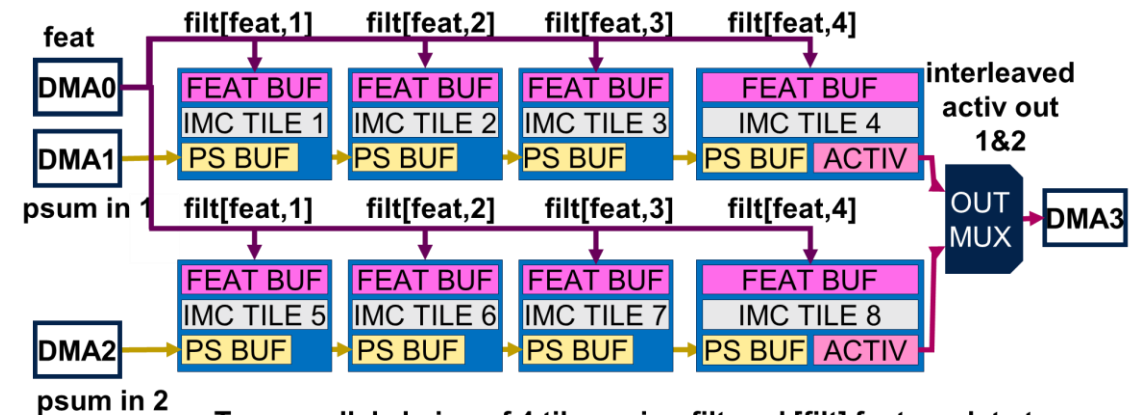 filt[feat,1] filt[feat,2] filt[feat,3] filt[feat,4]
feat
DMA0
FEAT BUF FEAT BUF FEAT BUF FEAT BUF
IMC TILE 1 IMC TILE 2 IMC TILE 3 IMC TILE 4
DMA1
PS BUF PS BUF PS BUF PS BUF ACTIV
psum in 1
interleaved
activ out
1&2
OUT
MUX
DMA3
filt[feat,1] filt[feat,2] filt[feat,3] filt[feat,4]
FEAT BUF FEAT BUF FEAT BUF FEAT BUF
IMC TILE 5 IMC TILE 6 IMC TILE 7 IMC TILE 8
DMA2
PS BUF PS BUF PS BUF PS BUF ACTIV
psum in 2